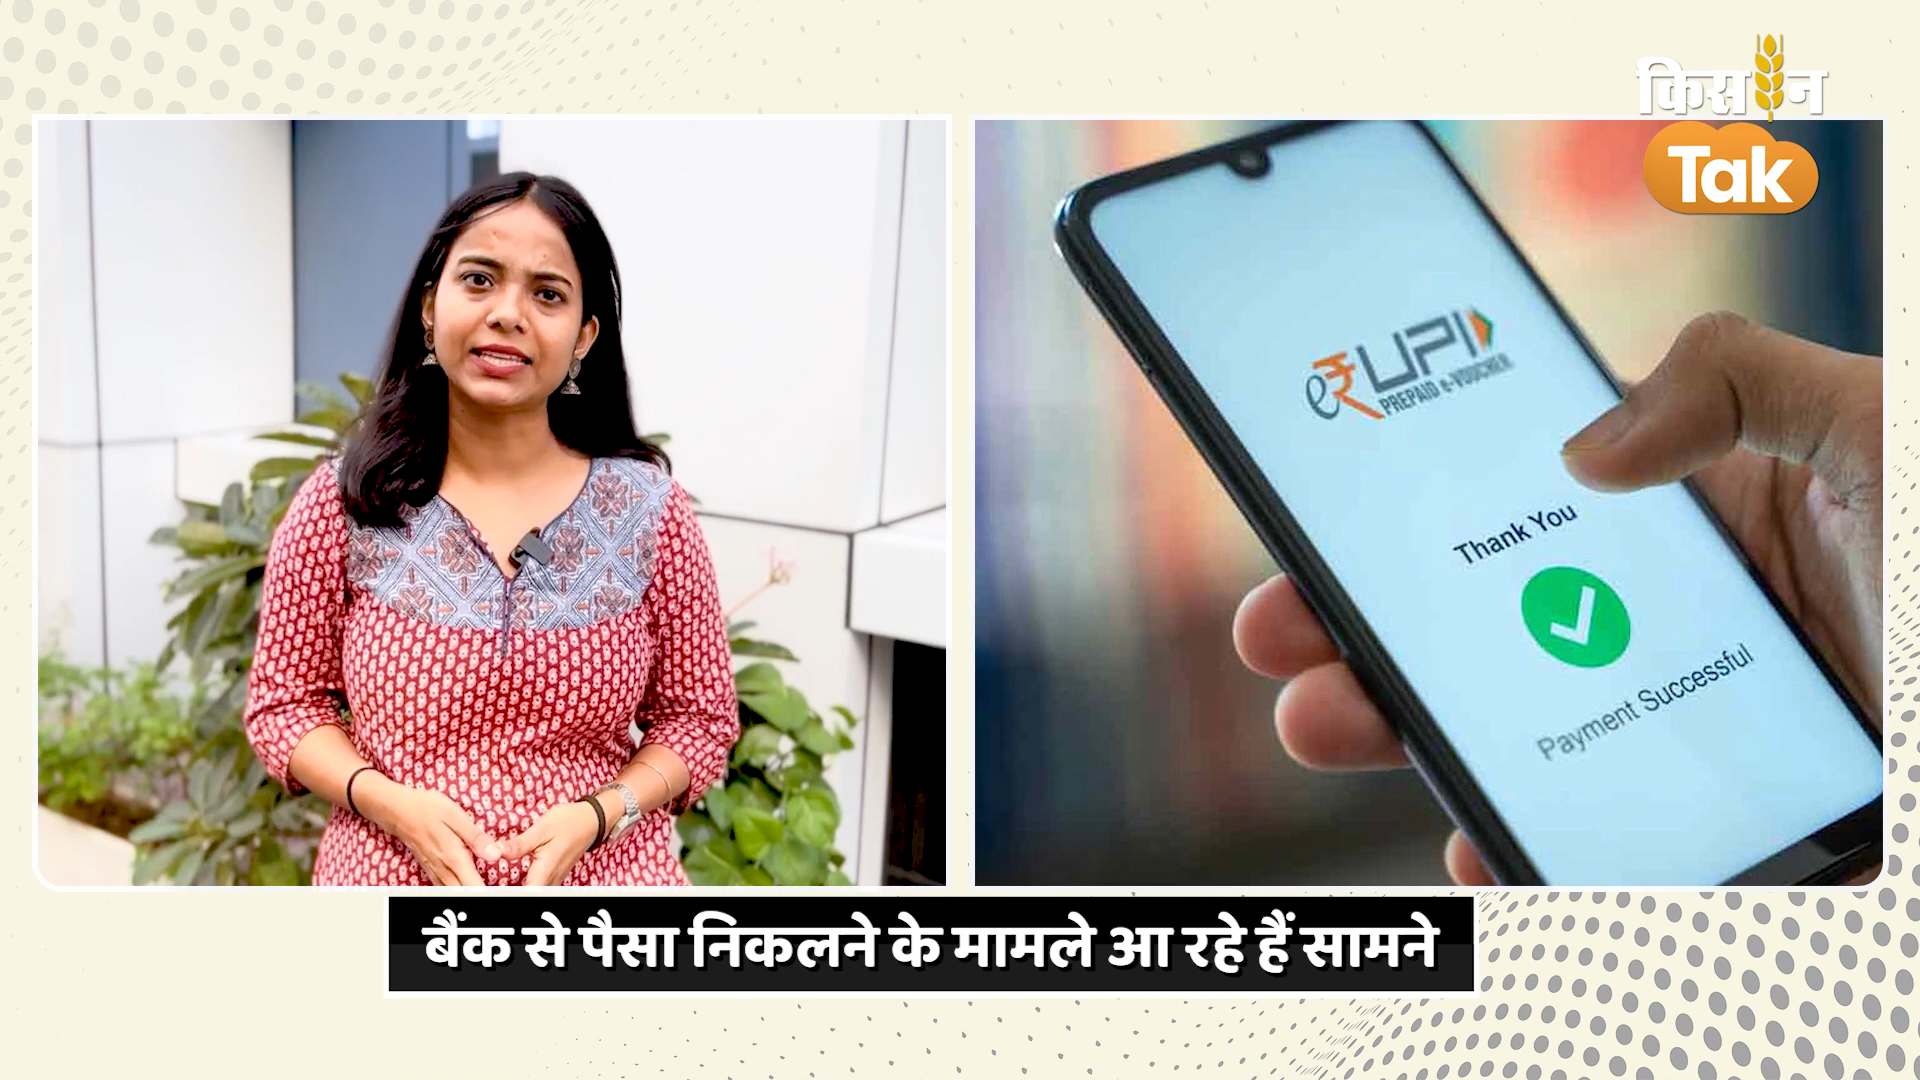 किसान
Tak
e₹UPI
PREPAID e-VOUCHER
Thank You
Payment Successful
बैंक से पैसा निकलने के मामले आ रहे हैं सामने